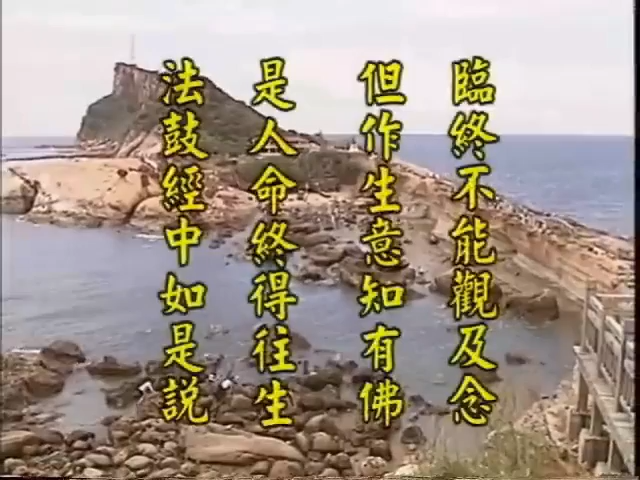 臨終不能觀及念
但作生意知有佛
是人命終得往生
法鼓經中如是說